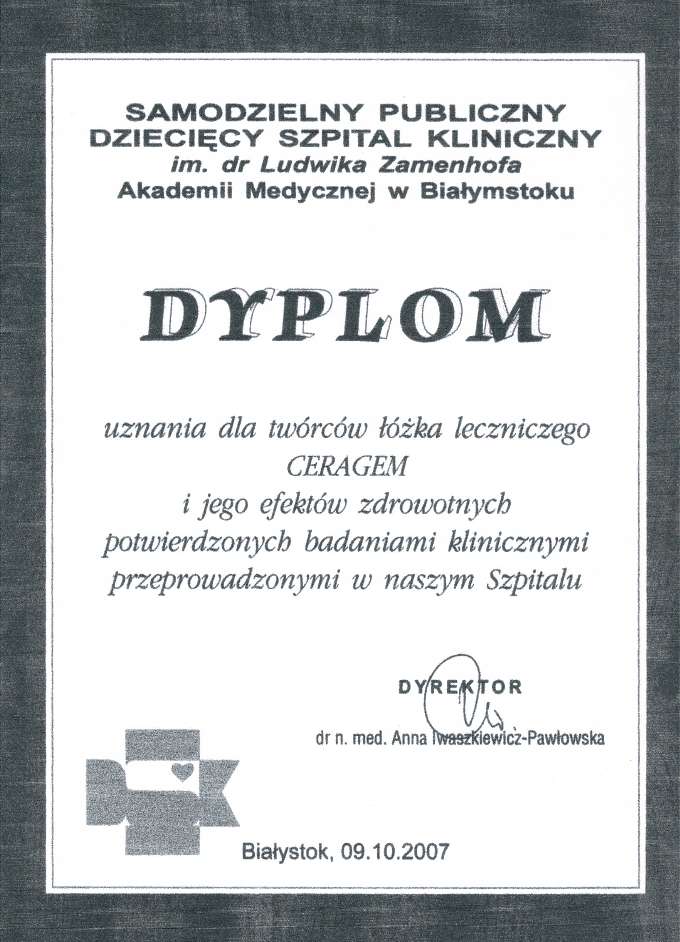 SAMODZIELNY PUBLICZNY
DZIECIĘCY SZPITAL KLINICZNY
im. dr Ludwika Zamenhofa
Akademii Medycznej w Białymstoku
DYPLOM
uznania dla twórców łóżka leczniczego
CERAGEM
i jego efektów zdrowotnych
potwierdzonych badaniami klinicznymi
przeprowadzonymi w naszym Szpitalu
DYREKTOR
dr n. med. Anna Iwaszkiewicz-Pawłowska
Białystok, 09.10.2007